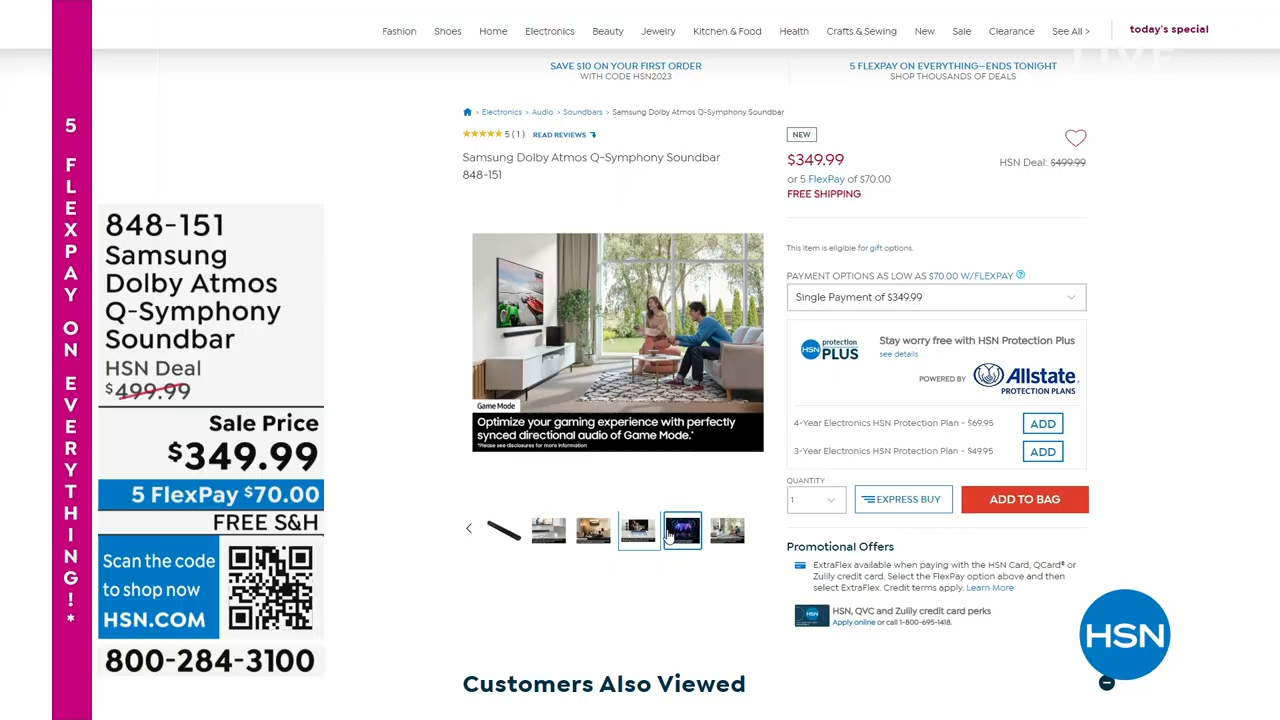 Fashion Shoes Home Electronics Beauty Jewelry Kitchen & Food Health Crafts & Sewing New Sale Clearance See All > today's special
LIVE
SAVE $10 ON YOUR FIRST ORDER
WITH CODE HSN2023
5 FLEXPAY ON EVERYTHING—ENDS TONIGHT
SHOP THOUSANDS OF DEALS
5 FLEXPAY ON EVERYTHING!*
848-151
Samsung
Dolby Atmos
Q-Symphony
Soundbar
HSN Deal
$499.99
Sale Price
$349.99
5 FlexPay $70.00
FREE S&H
Scan the code
to shop now
HSN.COM
800-284-3100
> Electronics > Audio > Soundbars > Samsung Dolby Atmos Q-Symphony Soundbar
5 (1) READ REVIEWS
Samsung Dolby Atmos Q-Symphony Soundbar
848-151
Game Mode
Optimize your gaming experience with perfectly
synced directional audio of Game Mode.*
*Please see disclosures for more information
NEW
$349.99
HSN Deal: $499.99
or 5 FlexPay of $70.00
FREE SHIPPING
This item is eligible for gift options.
PAYMENT OPTIONS AS LOW AS $70.00 W/FLEXPAY ?
Single Payment of $349.99
HSN protection PLUS
Stay worry free with HSN Protection Plus
see details
POWERED BY Allstate
PROTECTION PLANS
4-Year Electronics HSN Protection Plan - $69.95 ADD
3-Year Electronics HSN Protection Plan - $49.95 ADD
QUANTITY
1 EXPRESS BUY ADD TO BAG
Promotional Offers
ExtraFlex available when paying with the HSN Card, QCard® or
Zulily credit card. Select the FlexPay option above and then
select ExtraFlex. Credit terms apply. Learn More
HSN, QVC and Zulily credit card perks
Apply online or call 1-800-695-1418.
HSN
Customers Also Viewed